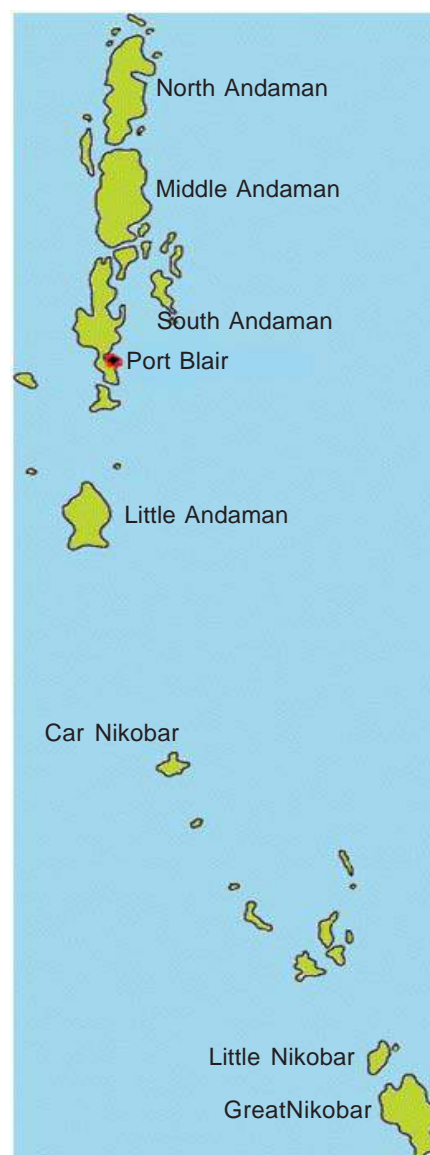 North Andaman
Middle Andaman
South Andaman
Port Blair
Little Andaman
Car Nikobar
Little Nikobar
GreatNikobar